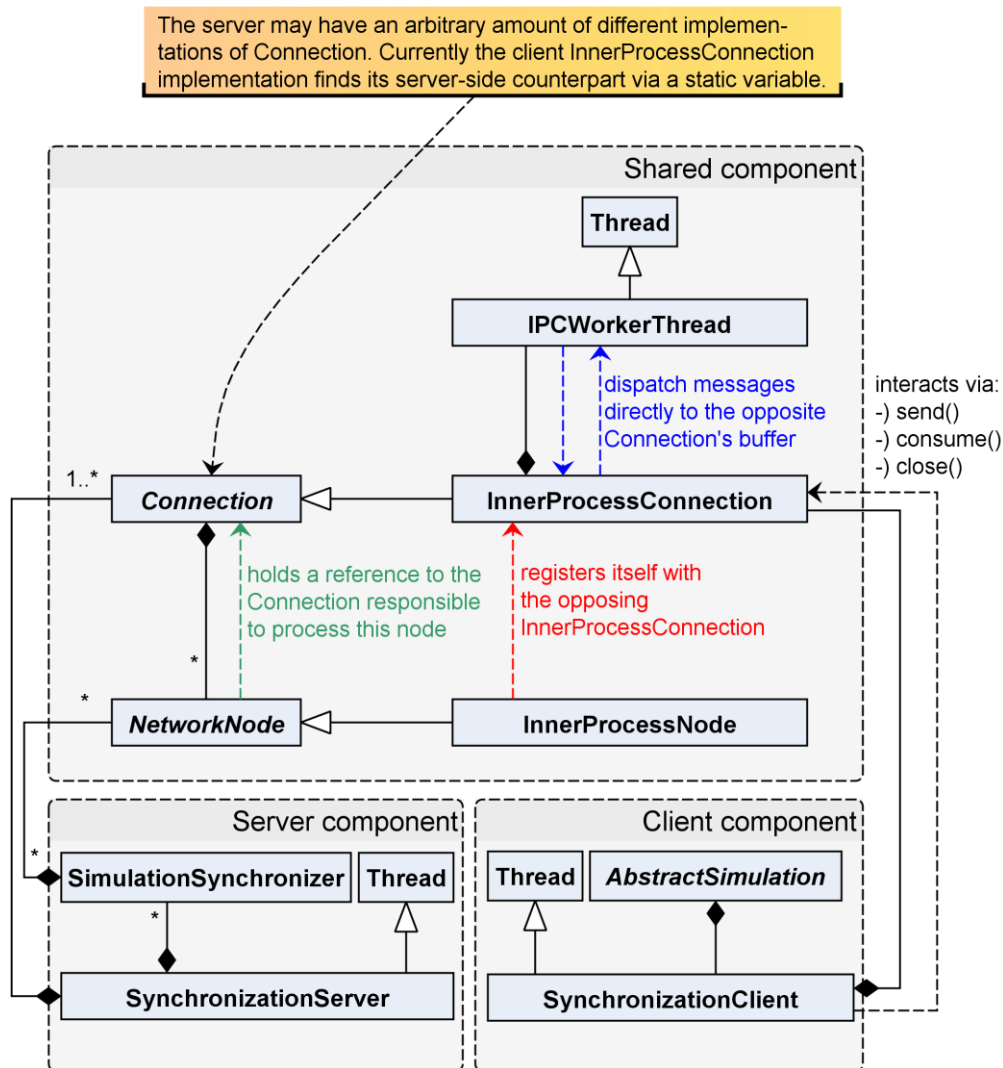 The server may have an arbitrary amount of different implemen-
tations of Connection. Currently the client InnerProcessConnection
implementation finds its server-side counterpart via a static variable.
Shared component
Thread
IPCWorkerThread
dispatch messages
directly to the opposite
Connection's buffer
interacts via:
-) send()
-) consume()
-) close()
1..*
Connection
InnerProcessConnection
holds a reference to the
Connection responsible
to process this node
registers itself with
the opposing
InnerProcessConnection
*
*
NetworkNode
InnerProcessNode
Server component
*
SimulationSynchronizer
Thread
*
SynchronizationServer
Client component
Thread
AbstractSimulation
SynchronizationClient